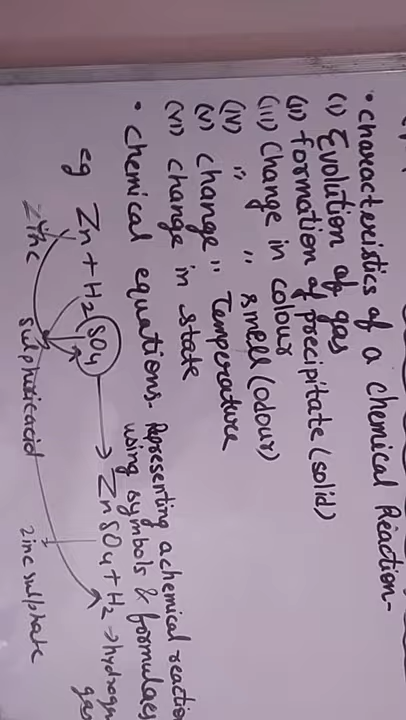 • characteristics of a chemical Reaction-
(i) Evolution of gas
(ii) formation of precipitate (solid)
(iii) Change in colour
(iv) " " smell (odour)
(v) change " Temperature
(vi) change in state
• chemical equations- Representing a chemical reaction
using symbols & formulaes
eg Zn + H2SO4 → ZnSO4 + H2 → hydrogen
gas
Zinc sulphuric acid zinc sulphate